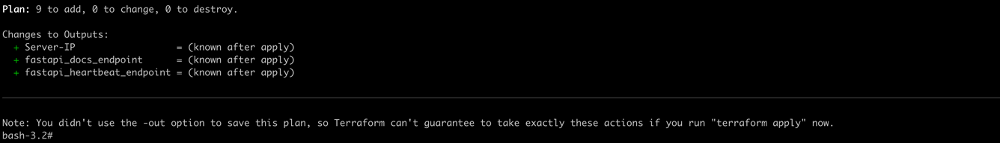 Plan: 9 to add, 0 to change, 0 to destroy.
Changes to Outputs:
+ Server-IP = (known after apply)
+ fastapi_docs_endpoint = (known after apply)
+ fastapi_heartbeat_endpoint = (known after apply)
Note: You didn't use the -out option to save this plan, so Terraform can't guarantee to take exactly these actions if you run "terraform apply" now.
bash-3.2#